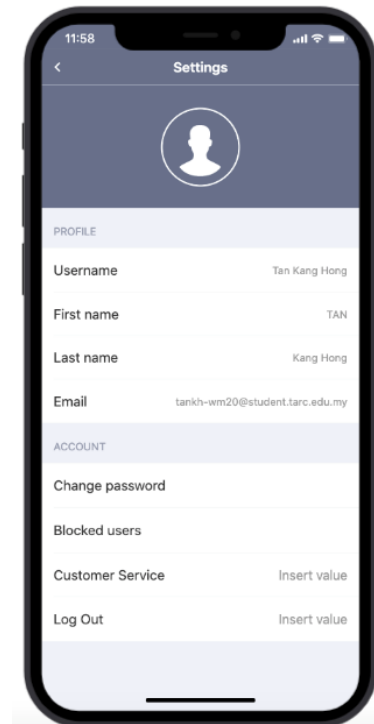 11:58
Settings
PROFILE
Username Tan Kang Hong
First name TAN
Last name Kang Hong
Email tankh-wm20@student.tarc.edu.my
ACCOUNT
Change password
Blocked users
Customer Service Insert value
Log Out Insert value